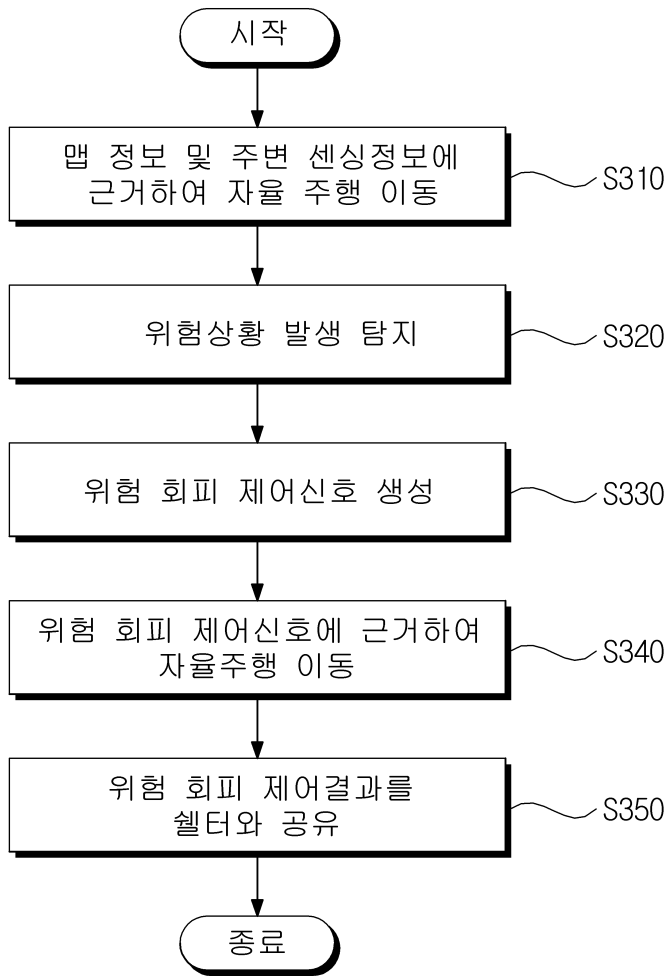 시작
맵 정보 및 주변 센싱정보에
근거하여 자율 주행 이동
S310
위험상황 발생 탐지
S320
위험 회피 제어신호 생성
S330
위험 회피 제어신호에 근거하여
자율주행 이동
S340
위험 회피 제어결과를
쉘터와 공유
S350
종료